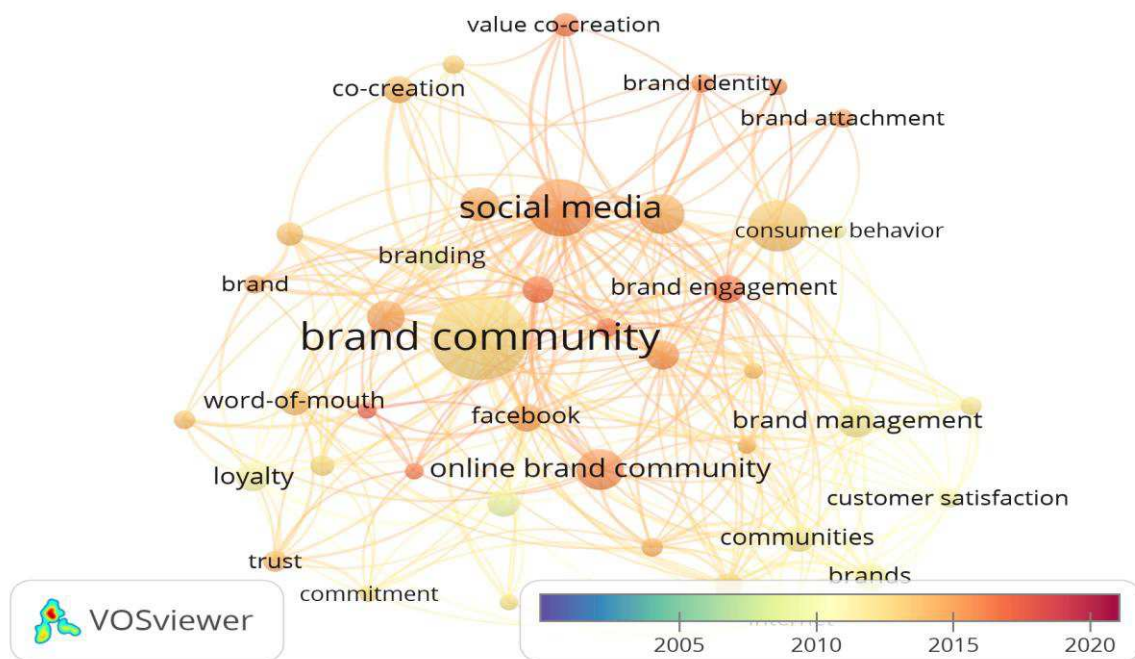 value co-creation
brand identity
co-creation
brand attachment
social media
consumer behavior
branding
brand
brand engagement
brand community
word-of-mouth
facebook
brand management
online brand community
loyalty
customer satisfaction
communities
trust
brands
commitment
internet
VOSviewer
2005 2010 2015 2020